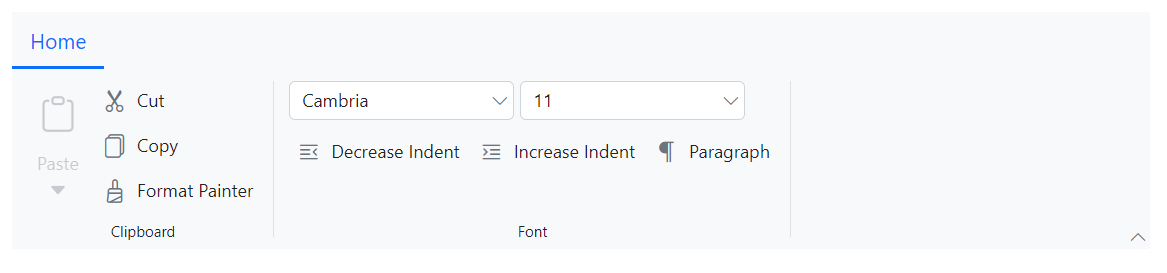 Home
Paste
Cut
Copy
Format Painter
Clipboard
Cambria 11
Decrease Indent Increase Indent Paragraph
Font